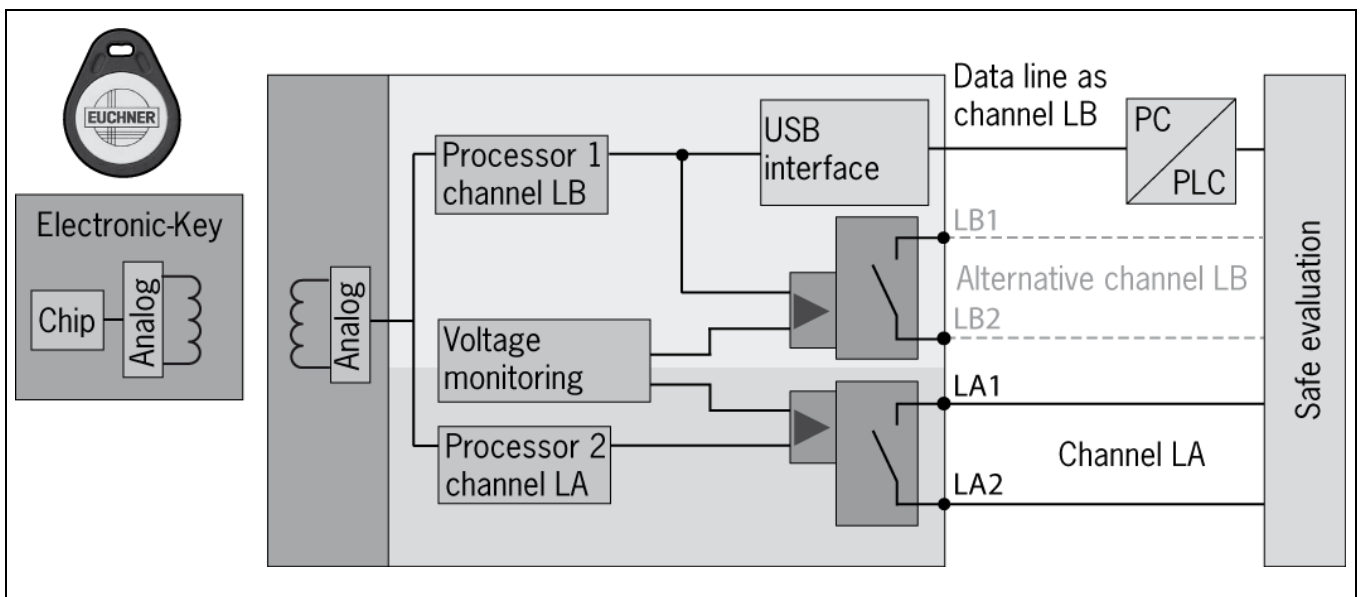 EUCHNER
Electronic-Key
Chip
Analog
Analog
Processor 1
channel LB
USB
interface
Data line as
channel LB
PC
PLC
LB1
Alternative channel LB
LB2
Voltage
monitoring
LA1
Processor 2
channel LA
Channel LA
LA2
Safe evaluation